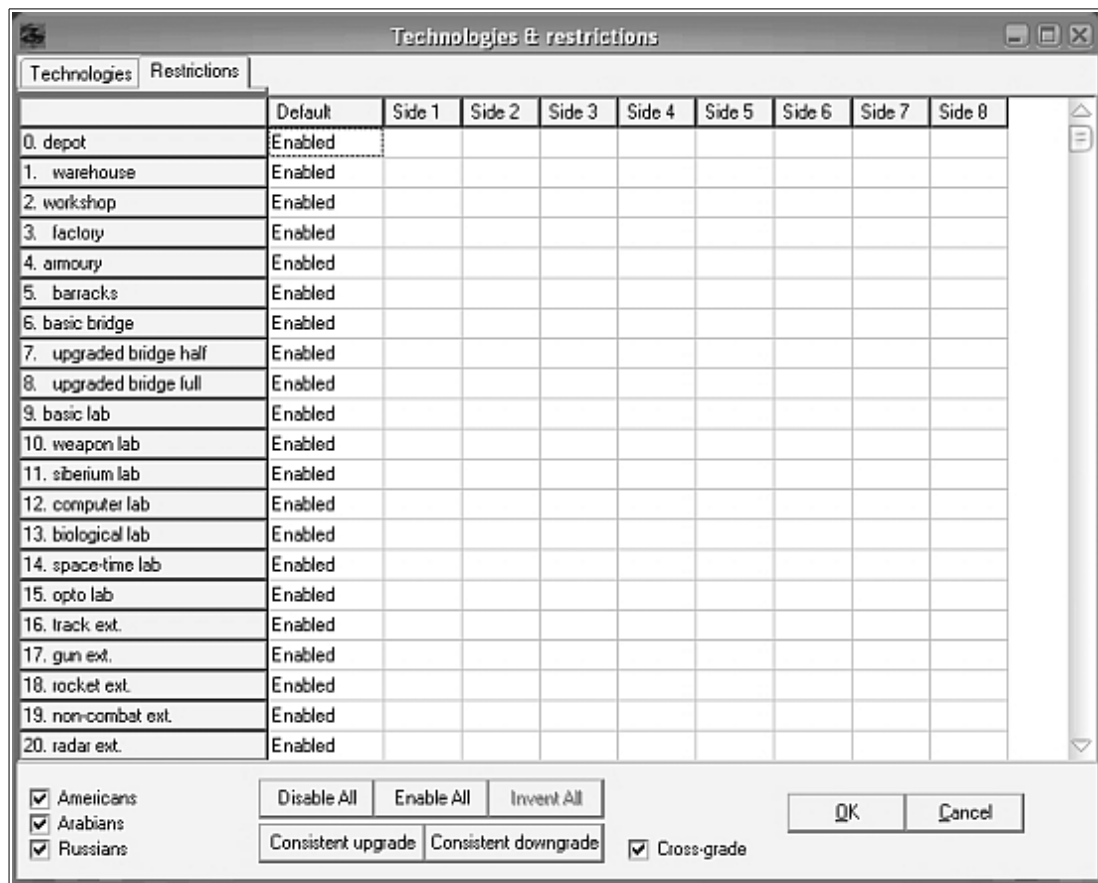 Technologies & restrictions
Technologies Restrictions
Default Side 1 Side 2 Side 3 Side 4 Side 5 Side 6 Side 7 Side 8
0. depot Enabled
1. warehouse Enabled
2. workshop Enabled
3. factory Enabled
4. armoury Enabled
5. barracks Enabled
6. basic bridge Enabled
7. upgraded bridge half Enabled
8. upgraded bridge full Enabled
9. basic lab Enabled
10. weapon lab Enabled
11. siberium lab Enabled
12. computer lab Enabled
13. biological lab Enabled
14. space-time lab Enabled
15. opto lab Enabled
16. track ext. Enabled
17. gun ext. Enabled
18. rocket ext. Enabled
19. non-combat ext. Enabled
20. radar ext. Enabled
Americans Disable All Enable All Invent All OK Cancel
Arabians
Russians Consistent upgrade Consistent downgrade Cross-grade